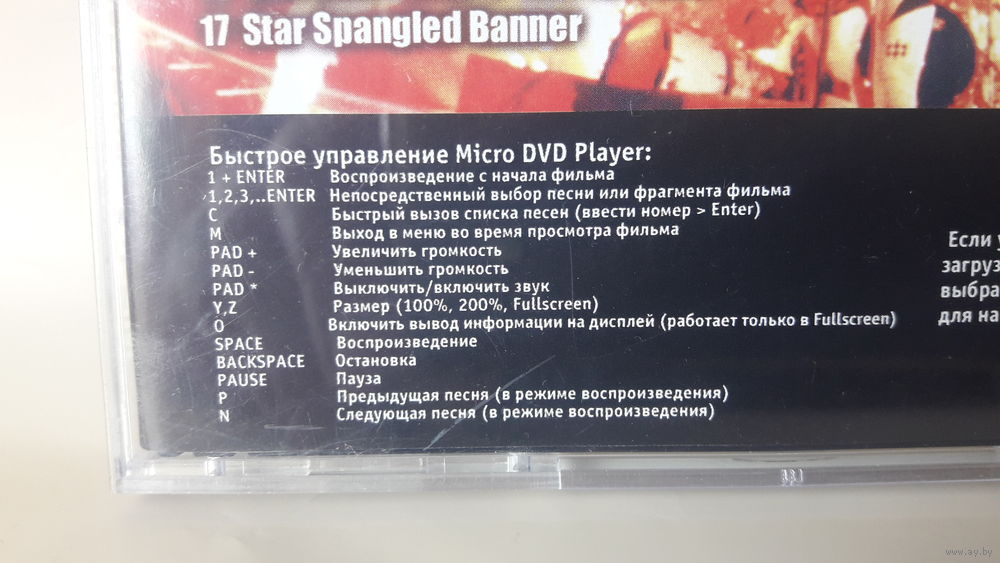 17 Star Spangled Banner
Быстрое управление Micro DVD Player:
1 + ENTER Воспроизведение с начала фильма
1,2,3,..ENTER Непосредственный выбор песни или фрагмента фильма
C Быстрый вызов списка песен (ввести номер > Enter)
M Выход в меню во время просмотра фильма
PAD + Увеличить громкость
PAD - Уменьшить громкость
PAD * Выключить/включить звук
Y,Z Размер (100%, 200%, Fullscreen)
O Включить вывод информации на дисплей (работает только в Fullscreen)
SPACE Воспроизведение
BACKSPACE Остановка
PAUSE Пауза
P Предыдущая песня (в режиме воспроизведения)
N Следующая песня (в режиме воспроизведения)
Если
загруз
выбра
для на
www.ay.by